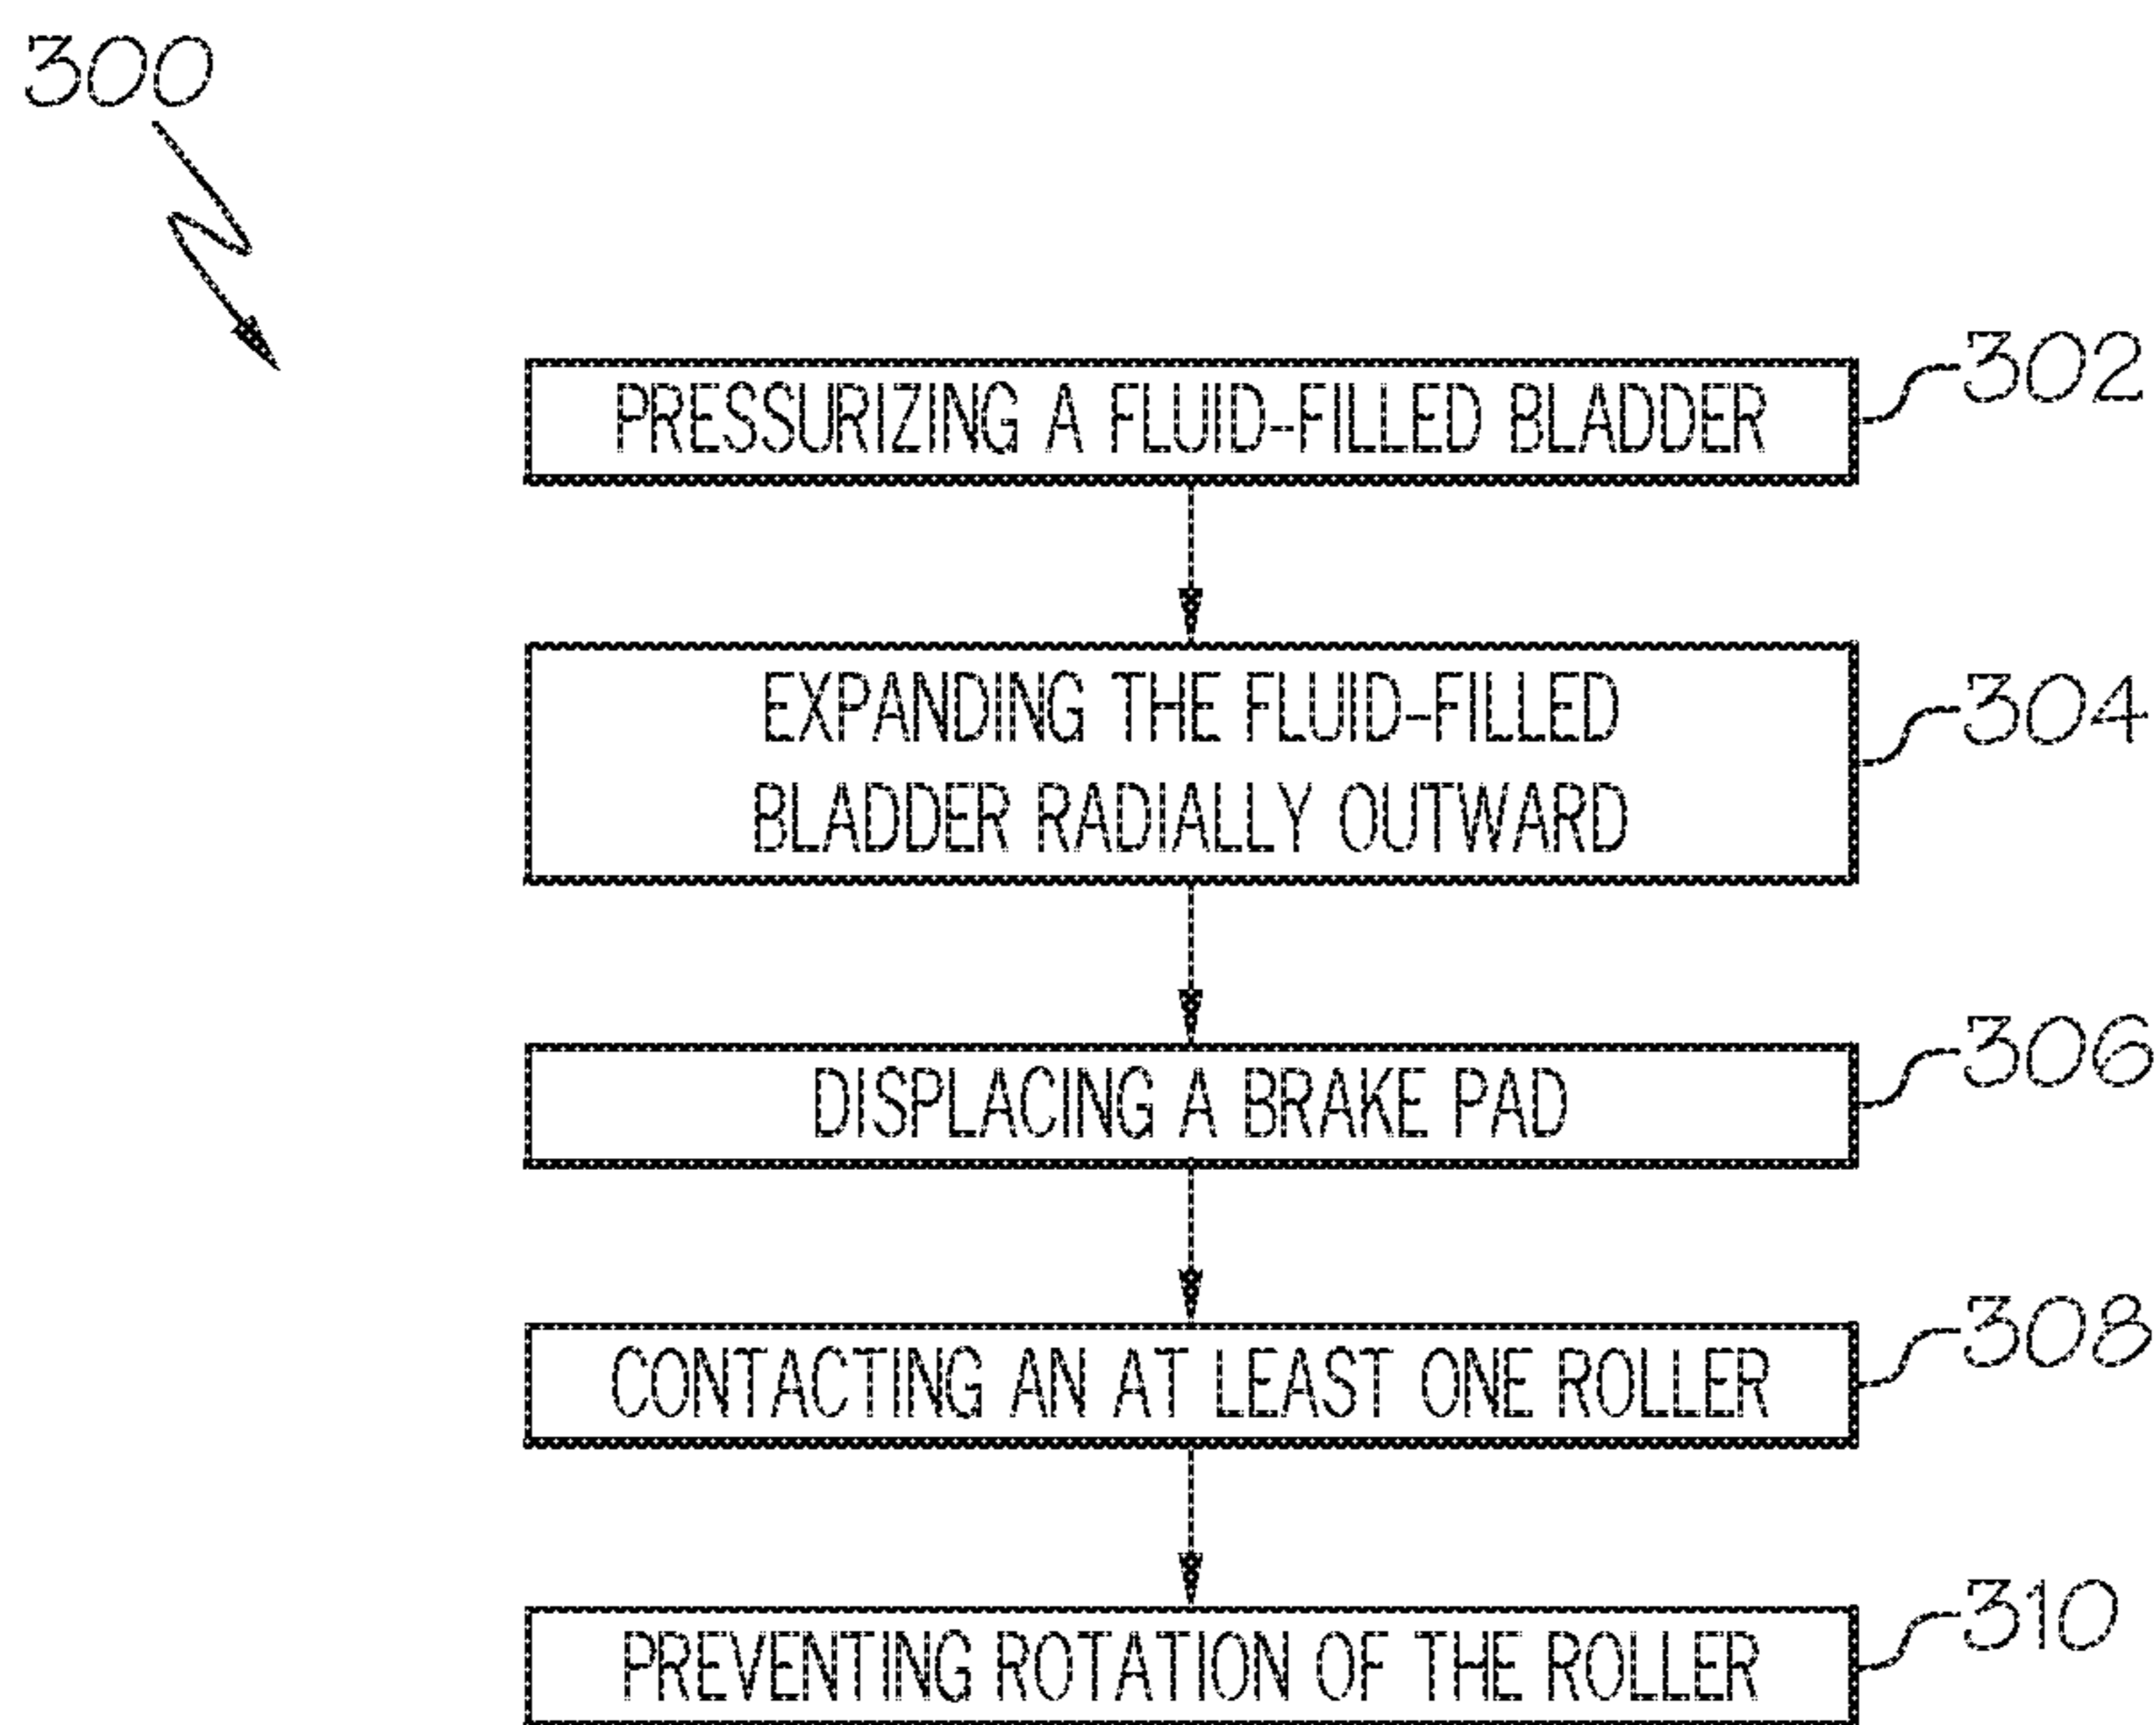 300
PRESSURIZING A FLUID-FILLED BLADDER
302
EXPANDING THE FLUID-FILLED
BLADDER RADIALLY OUTWARD
304
DISPLACING A BRAKE PAD
306
CONTACTING AN AT LEAST ONE ROLLER
308
PREVENTING ROTATION OF THE ROLLER
310